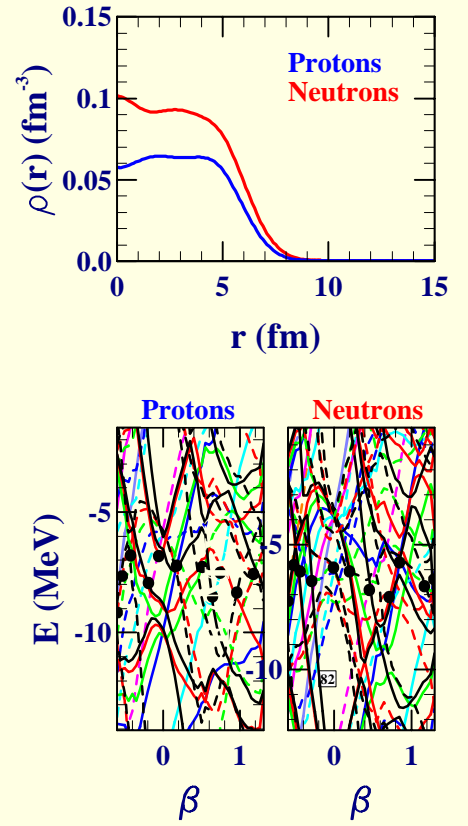 ρ(r) (fm⁻³)
0.15
0.1
0.05
0.0
Protons
Neutrons
0 5 10 15
r (fm)
Protons Neutrons
E (MeV)
-5
-10
-5
-10
82
0 1 0 1
β β